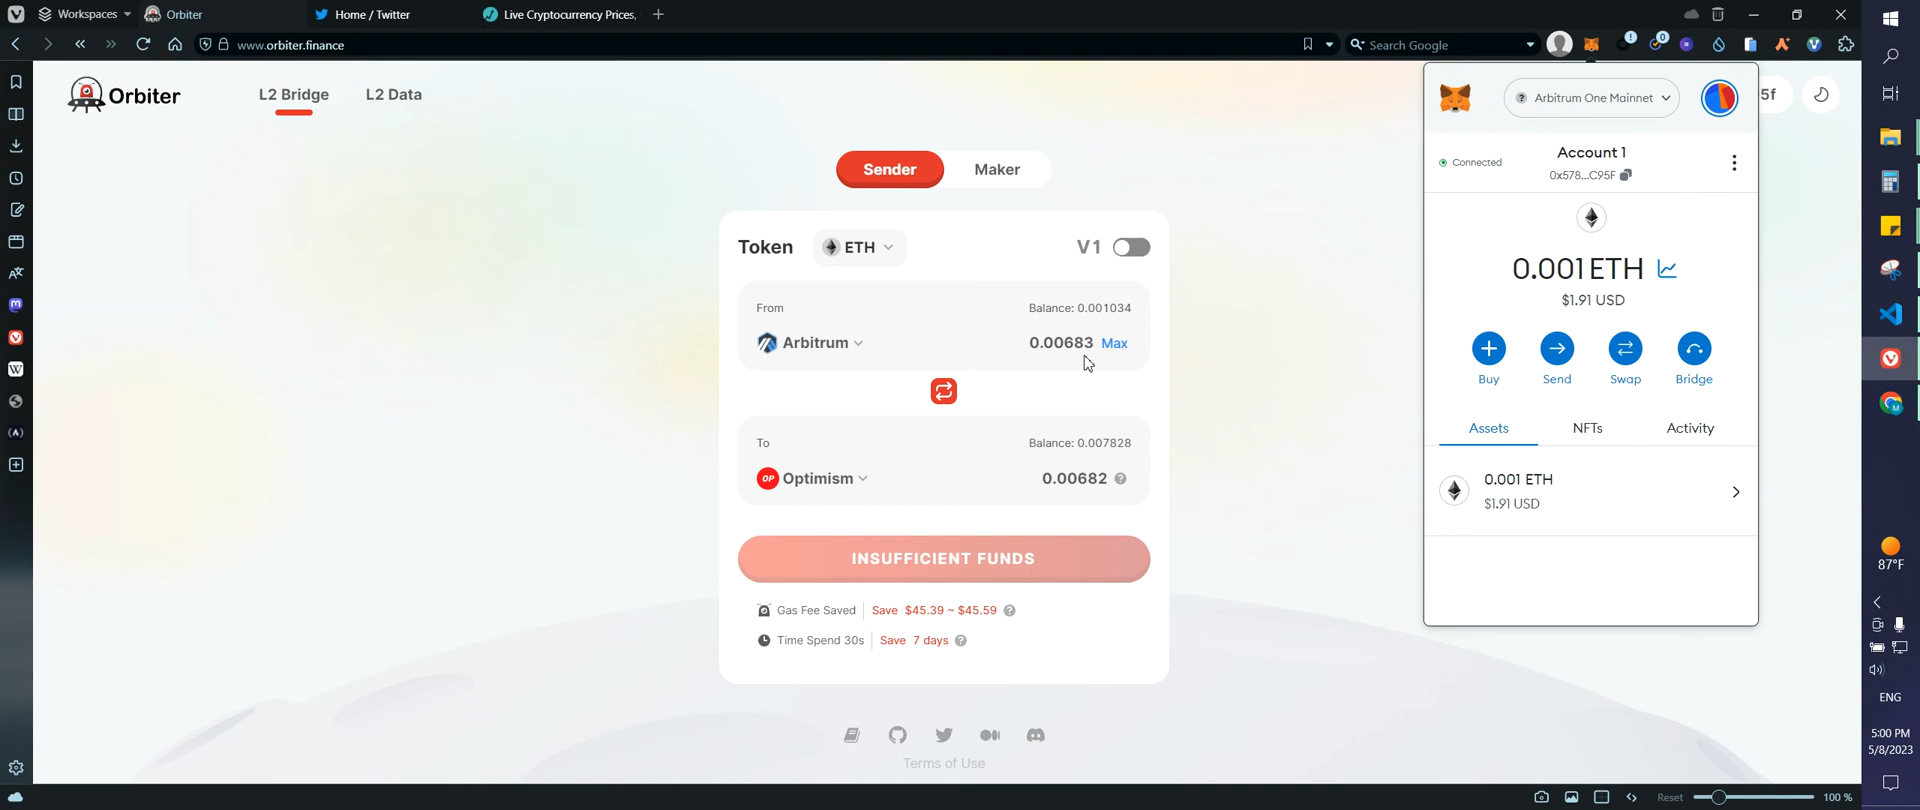 Workspaces
Orbiter
Home / Twitter
Live Cryptocurrency Prices,
www.orbiter.finance
Search Google
Orbiter
L2 Bridge
L2 Data
5f
Sender
Maker
Token
ETH
V1
From
Balance: 0.001034
Arbitrum
0.00683
Max
To
Balance: 0.007828
OP
Optimism
0.00682
INSUFFICIENT FUNDS
Gas Fee Saved
Save $45.39 ~ $45.59
Time Spend 30s
Save 7 days
Terms of Use
Arbitrum One Mainnet
Connected
Account 1
0x578...C95F
0.001 ETH
$1.91 USD
Buy
Send
Swap
Bridge
Assets
NFTs
Activity
0.001 ETH
$1.91 USD
87°F
ENG
5:00 PM
5/8/2023
Reset
100 %